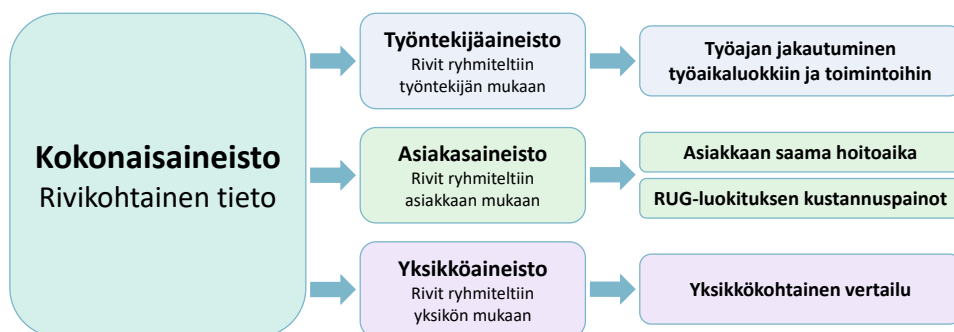 Kokonaisaineisto
Rivikohtainen tieto
Työntekijäaineisto
Rivit ryhmiteltiin
työntekijän mukaan
Työajan jakautuminen
työaikaluokkiin ja toimintoihin
Asiakasaineisto
Rivit ryhmiteltiin
asiakkaan mukaan
Asiakkaan saama hoitoaika
RUG-luokituksen kustannuspainot
Yksikköaineisto
Rivit ryhmiteltiin
yksikön mukaan
Yksikkökohtainen vertailu